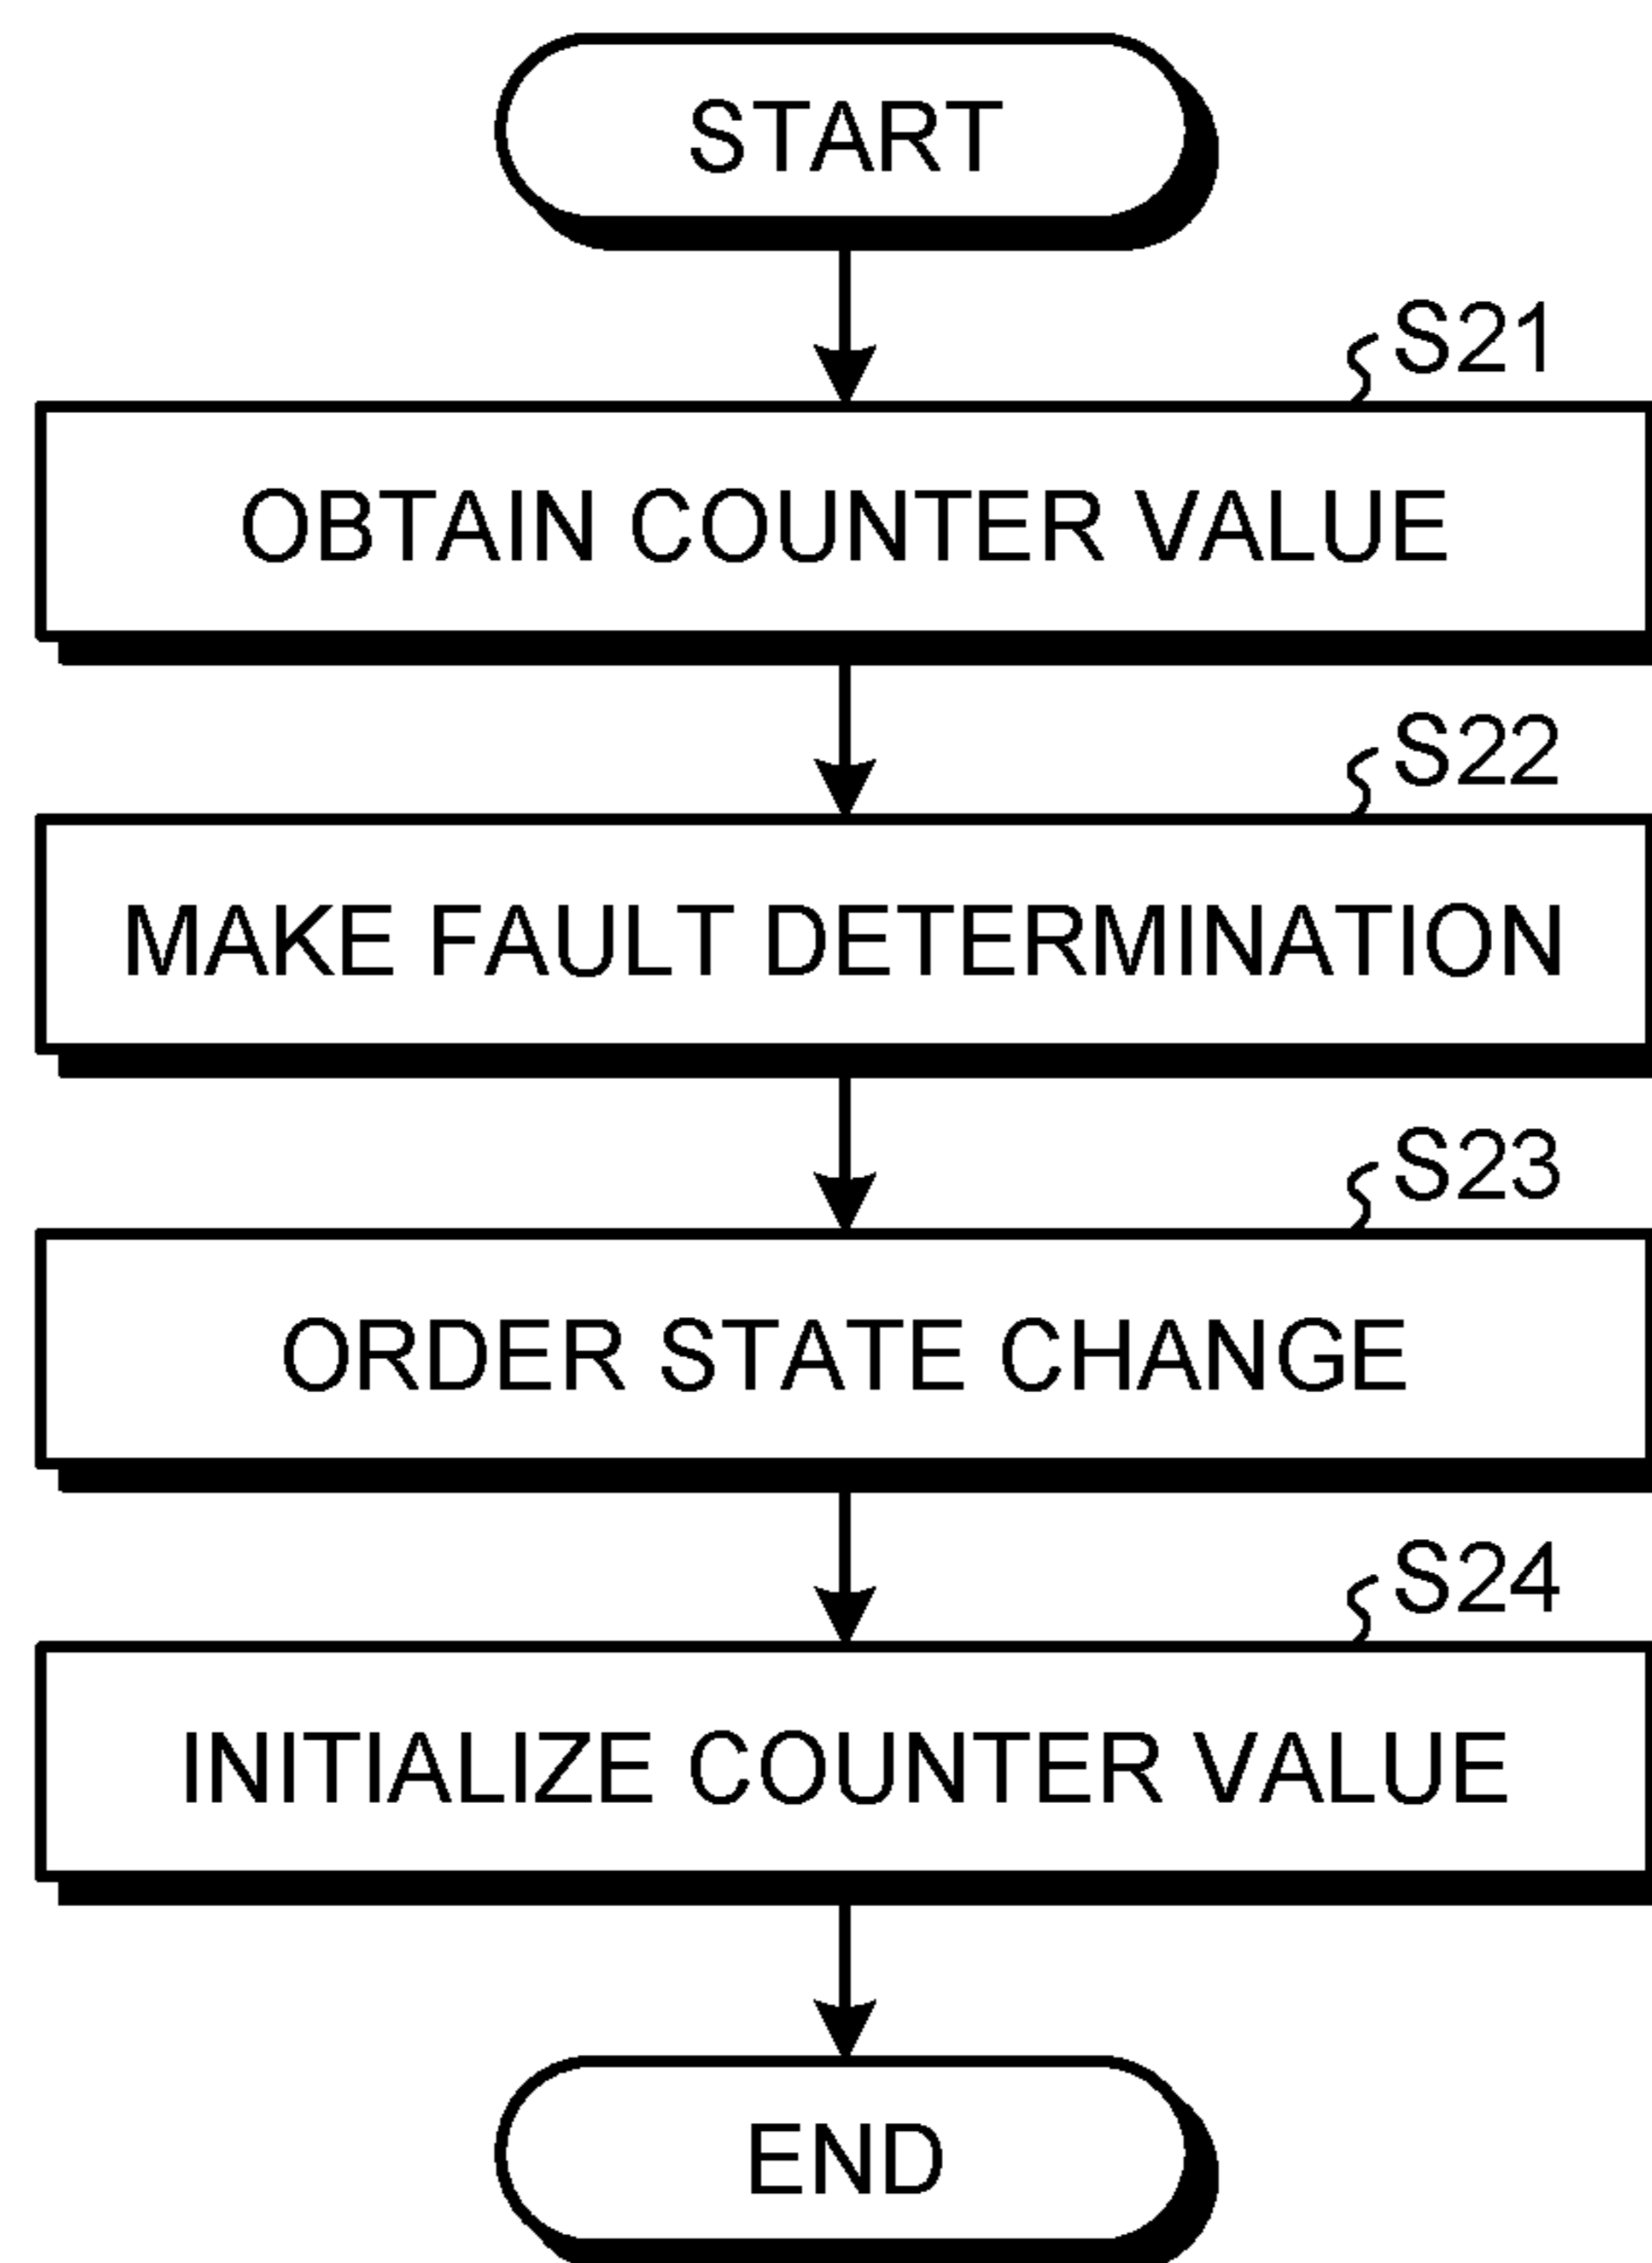 START
S21
OBTAIN COUNTER VALUE
S22
MAKE FAULT DETERMINATION
S23
ORDER STATE CHANGE
S24
INITIALIZE COUNTER VALUE
END